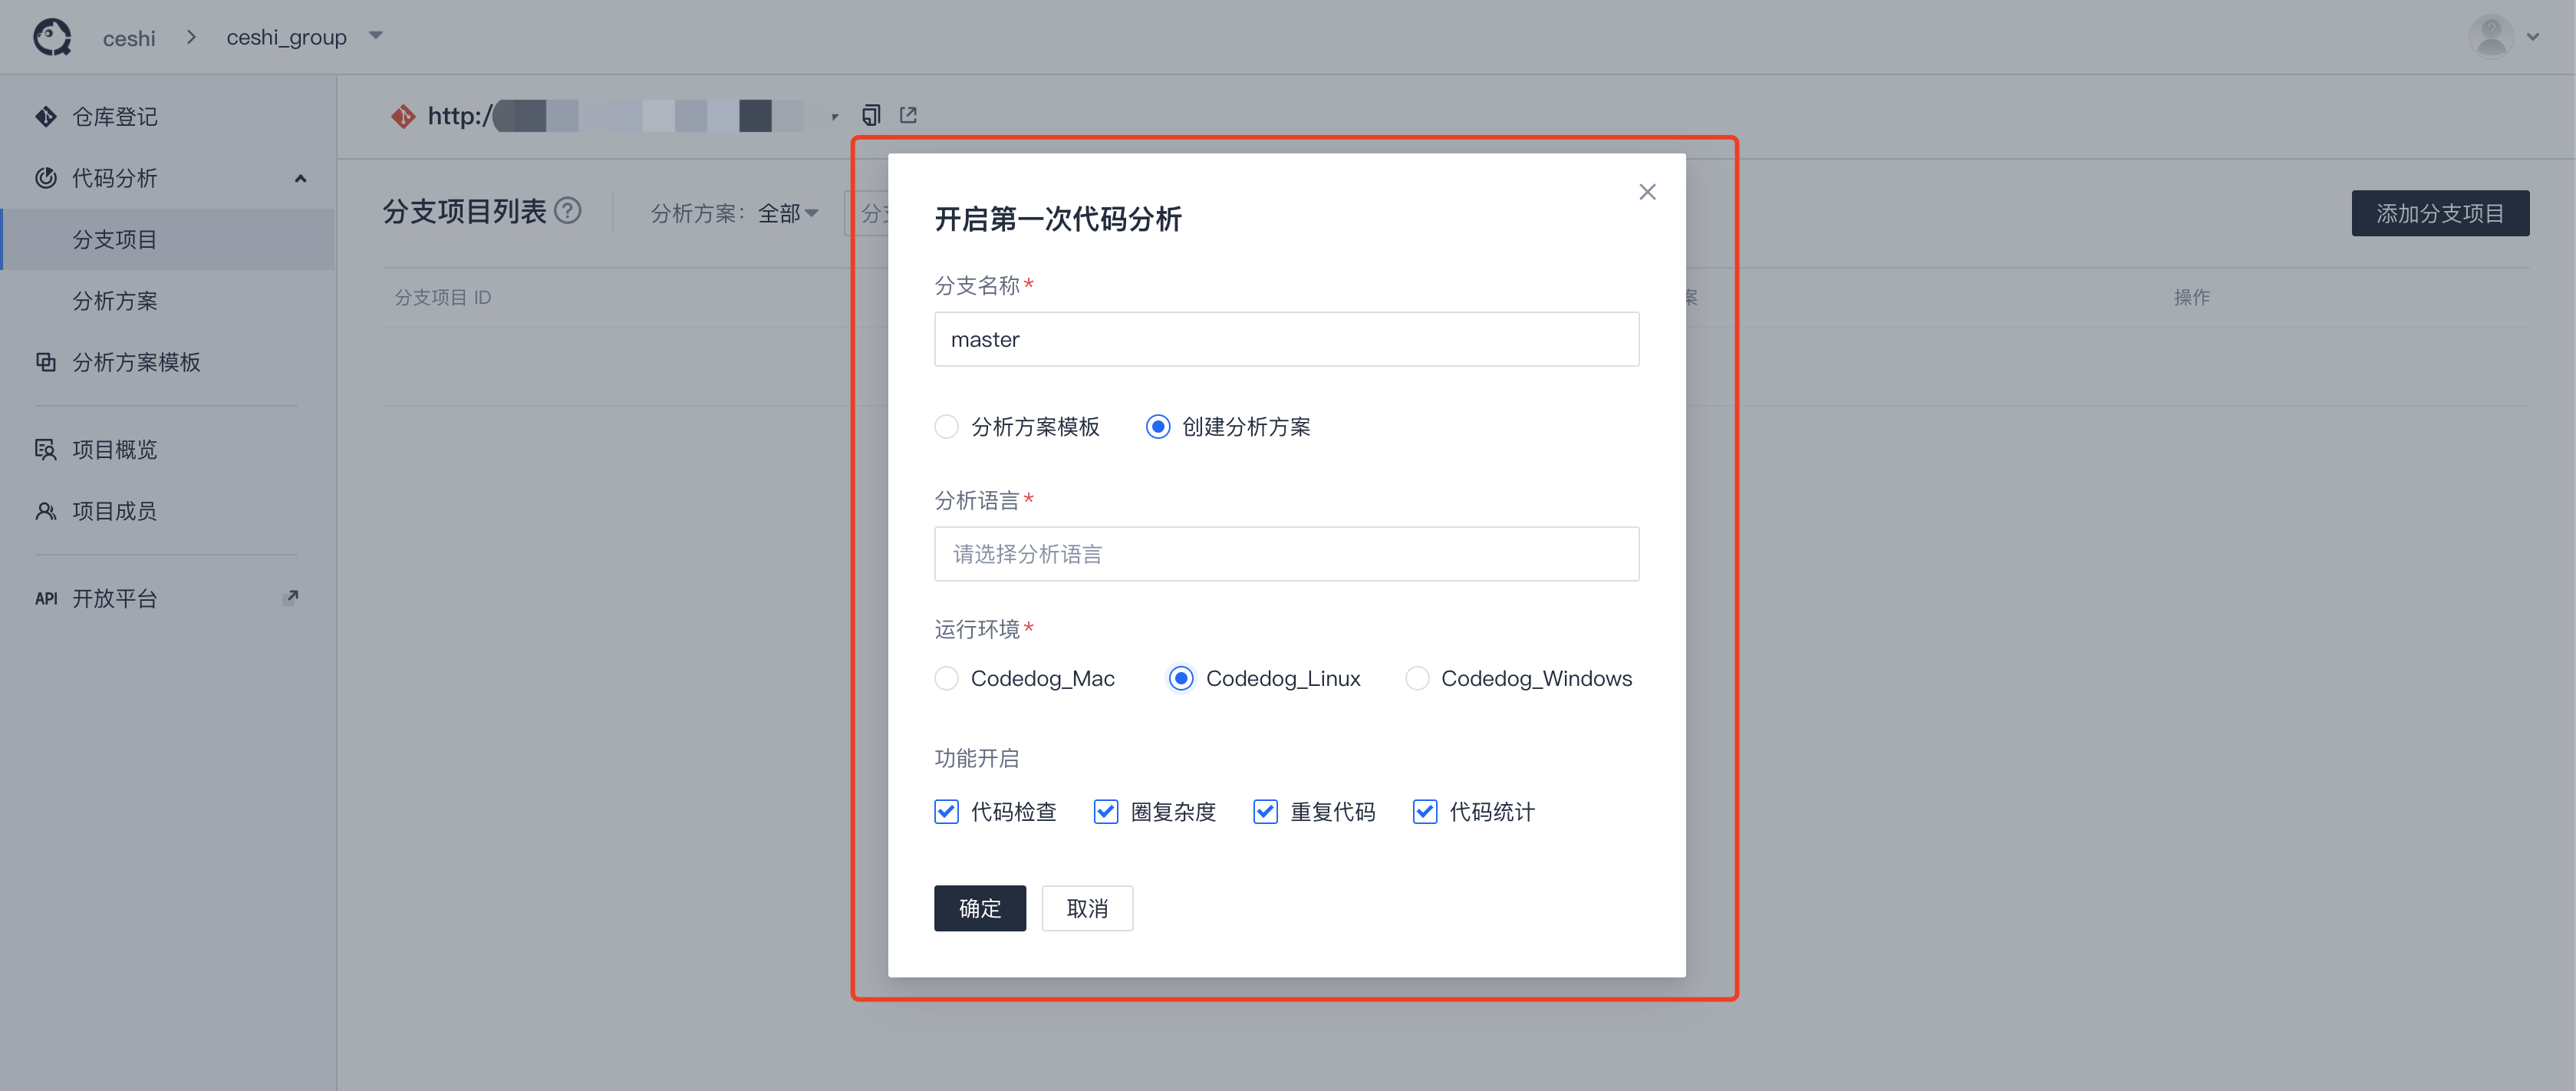 ceshi > ceshi_group
仓库登记
代码分析
分支项目
分析方案
分析方案模板
项目概览
项目成员
API 开放平台
http:/
分支项目列表 ? 分析方案: 全部 分支
添加分支项目
分支项目 ID 案 操作
开启第一次代码分析
分支名称*
master
分析方案模板 创建分析方案
分析语言*
请选择分析语言
运行环境*
Codedog_Mac Codedog_Linux Codedog_Windows
功能开启
代码检查 圈复杂度 重复代码 代码统计
确定 取消